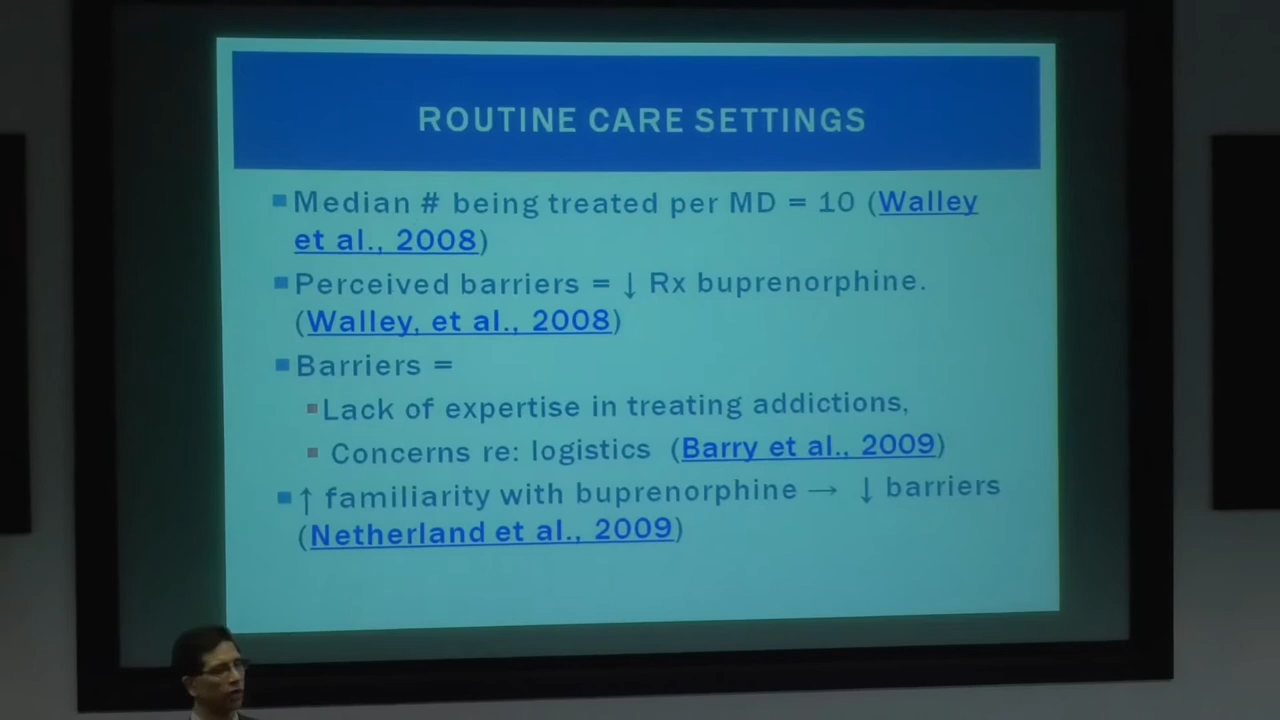 ROUTINE CARE SETTINGS
Median # being treated per MD = 10 (Walley
et al., 2008)
Perceived barriers = ↓ Rx buprenorphine.
(Walley, et al., 2008)
Barriers =
Lack of expertise in treating addictions,
Concerns re: logistics (Barry et al., 2009)
↑ familiarity with buprenorphine → ↓ barriers
(Netherland et al., 2009)